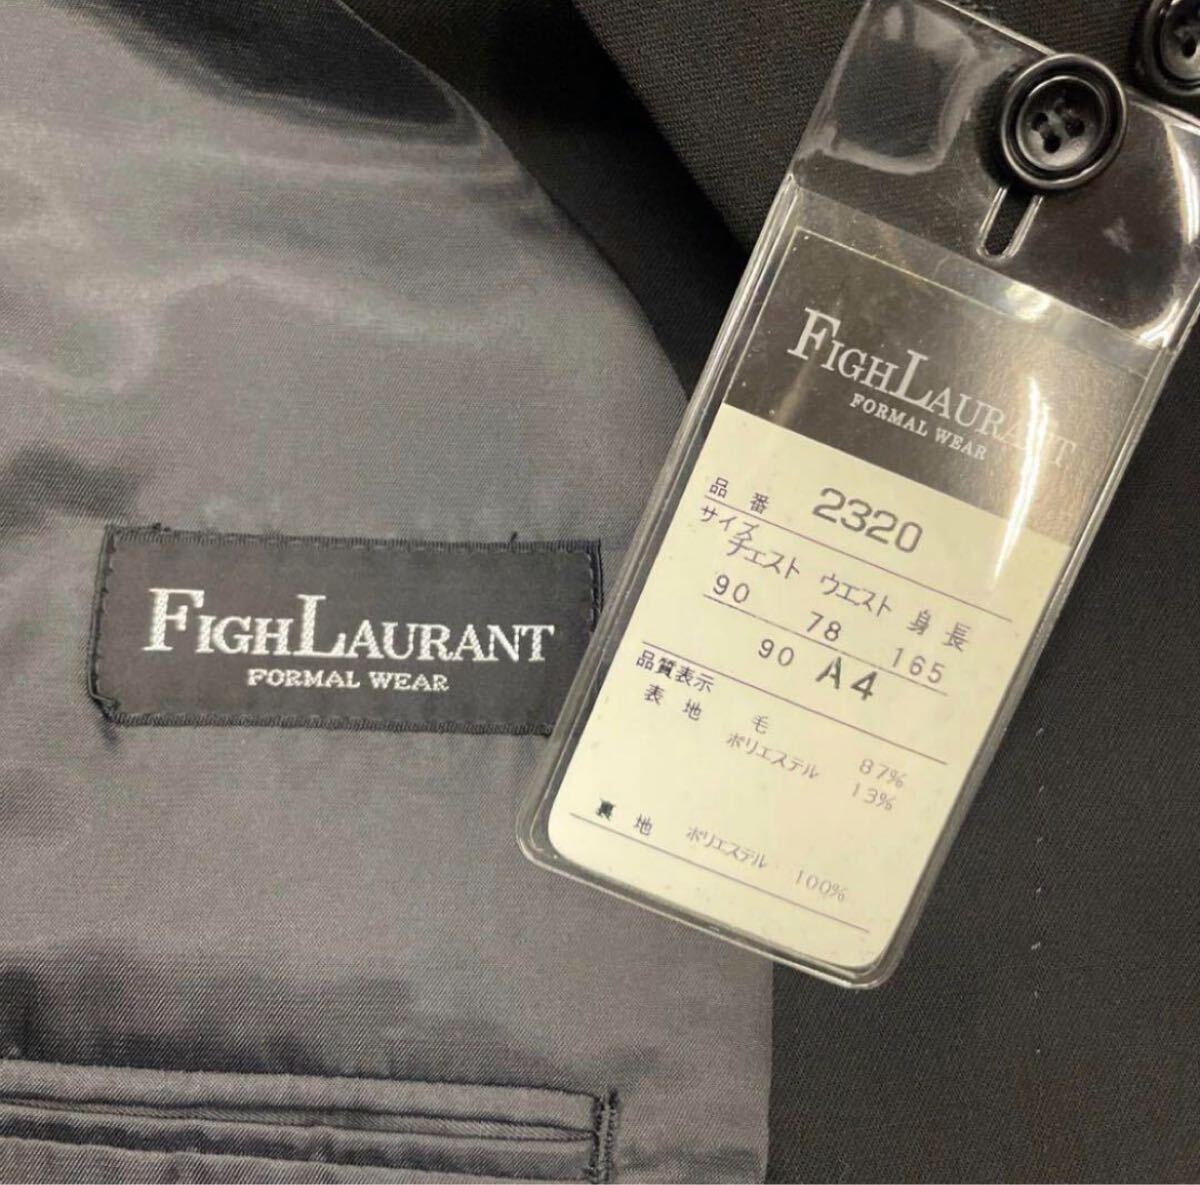 FIGHLAURANT
FORMAL WEAR
FIGHLAURANT
FORMAL WEAR
品番 2320
サイズ
チェスト ウエスト 身長
90 78 165
90 A4
品質表示
表地 毛 87%
ポリエステル 13%
裏地 ポリエステル 100%